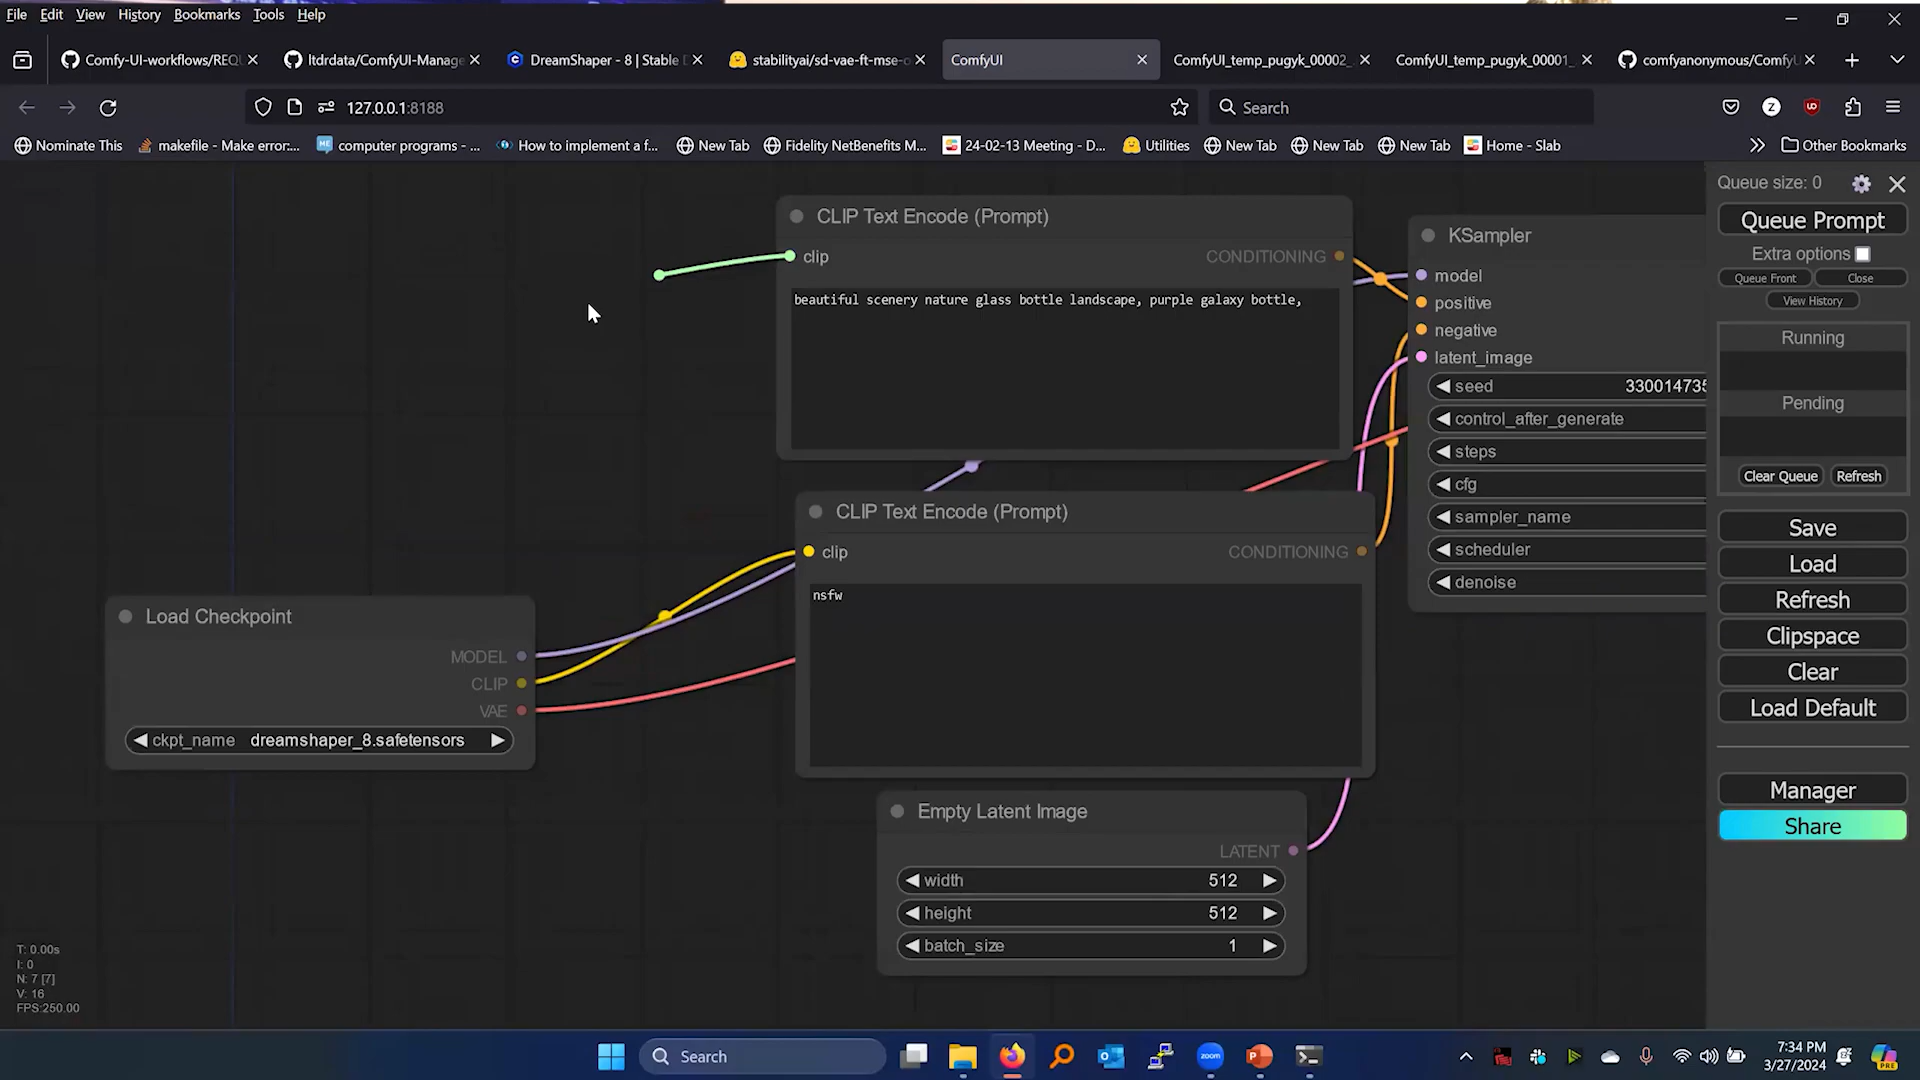 File Edit View History Bookmarks Tools Help
Comfy-UI-workflows/REQU
ltdrdata/ComfyUI-Manage
DreamShaper - 8 | Stable D
stabilityai/sd-vae-ft-mse-o
ComfyUI
ComfyUI_temp_pugyk_00002_
ComfyUI_temp_pugyk_00001_
comfyanonymous/ComfyU
127.0.0.1:8188
Search
Nominate This
makefile - Make error:...
computer programs - ...
How to implement a f...
New Tab
Fidelity NetBenefits M...
24-02-13 Meeting - D...
Utilities
New Tab
New Tab
New Tab
Home - Slab
Other Bookmarks
CLIP Text Encode (Prompt)
clip
CONDITIONING
beautiful scenery nature glass bottle landscape, purple galaxy bottle,
CLIP Text Encode (Prompt)
clip
CONDITIONING
nsfw
Load Checkpoint
MODEL
CLIP
VAE
ckpt_name dreamshaper_8.safetensors
Empty Latent Image
LATENT
width 512
height 512
batch_size 1
KSampler
model
positive
negative
latent_image
seed 330014735
control_after_generate
steps
cfg
sampler_name
scheduler
denoise
Queue size: 0
Queue Prompt
Extra options
Queue Front
Close
View History
Running
Pending
Clear Queue
Refresh
Save
Load
Refresh
Clipspace
Clear
Load Default
Manager
Share
T: 0.00s
I: 0
N: 7 [7]
V: 16
FPS:250.00
Search
zoom
7:34 PM
3/27/2024
PRE